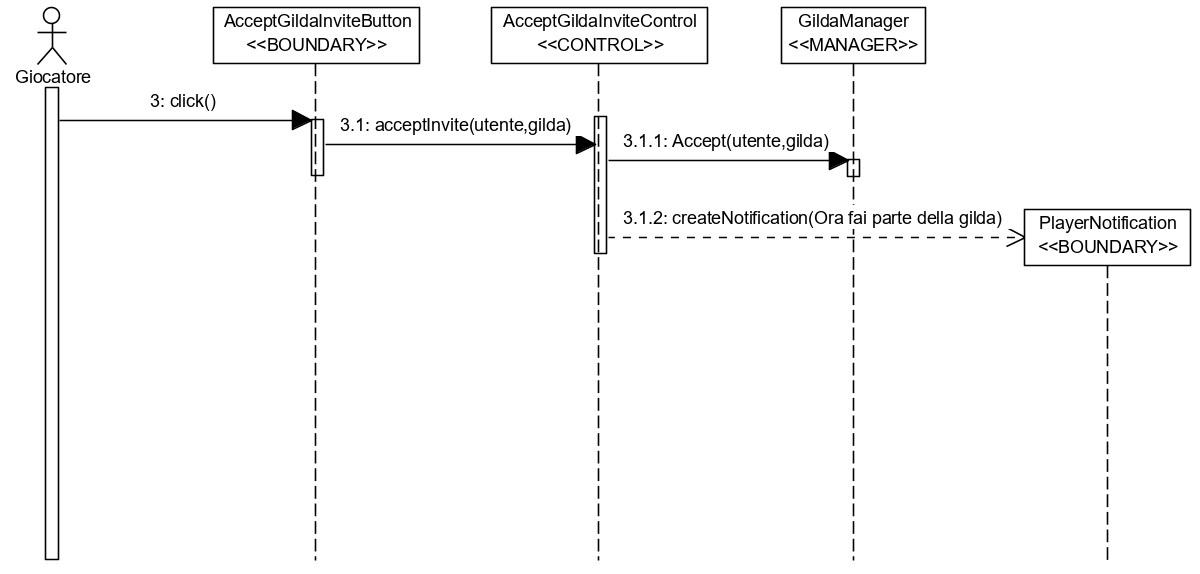 AcceptGildaInviteButton
<<BOUNDARY>>
AcceptGildaInviteControl
<<CONTROL>>
GildaManager
<<MANAGER>>
Giocatore
3: click()
3.1: acceptInvite(utente,gilda)
3.1.1: Accept(utente,gilda)
3.1.2: createNotification(Ora fai parte della gilda)
PlayerNotification
<<BOUNDARY>>